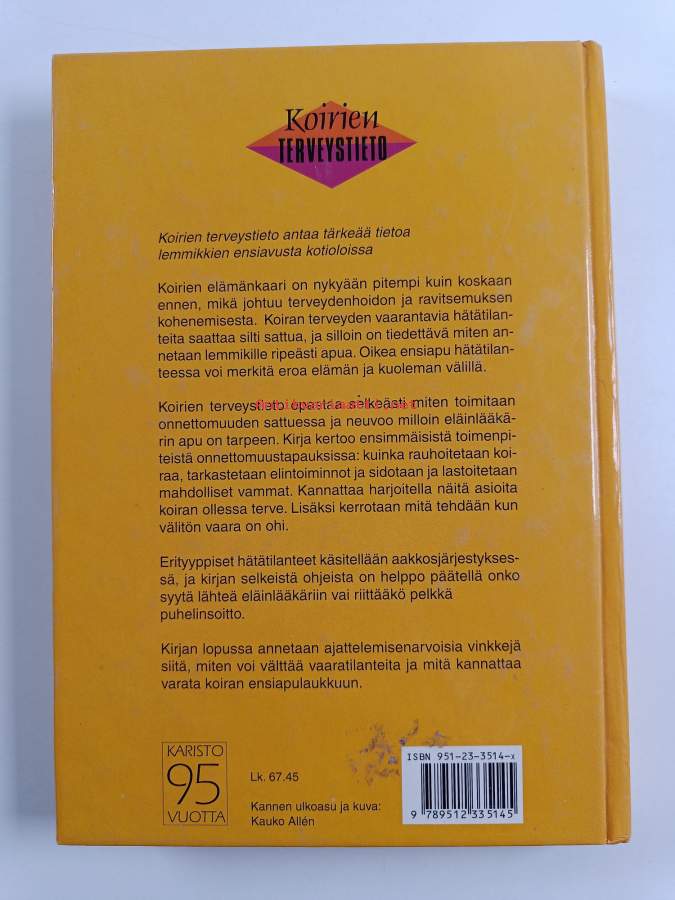 Koirien
TERVEYSTIETO
Koirien terveystieto antaa tärkeää tietoa
lemmikkien ensiavusta kotioloissa
Koirien elämänkaari on nykyään pitempi kuin koskaan
ennen, mikä johtuu terveydenhoidon ja ravitsemuksen
kohenemisesta. Koiran terveyden vaarantavia hätätilan-
teita saattaa silti sattua, ja silloin on tiedettävä miten an-
netaan lemmikille ripeästi apua. Oikea ensiapu hätätilan-
teessa voi merkitä eroa elämän ja kuoleman välillä.
Koirien terveystieto opastaa selkeästi miten toimitaan
onnettomuuden sattuessa ja neuvoo milloin eläinlääkä-
rin apu on tarpeen. Kirja kertoo ensimmäisistä toimenpi-
teistä onnettomuustapauksissa: kuinka rauhoitetaan koi-
raa, tarkastetaan elintoiminnot ja sidotaan ja lastoitetaan
mahdolliset vammat. Kannattaa harjoitella näitä asioita
koiran ollessa terve. Lisäksi kerrotaan mitä tehdään kun
välitön vaara on ohi.
Erityyppiset hätätilanteet käsitellään aakkosjärjestykses-
sä, ja kirjan selkeistä ohjeista on helppo päätellä onko
syytä lähteä eläinlääkäriin vai riittääkö pelkkä
puhelinsoitto.
Kirjan lopussa annetaan ajattelemisenarvoisia vinkkejä
siitä, miten voi välttää vaaratilanteita ja mitä kannattaa
varata koiran ensiapulaukkuun.
KARISTO
95
VUOTTA
Lk. 67.45
Kannen ulkoasu ja kuva:
Kauko Allén
ISBN 951-23-3514-x
9 789512 335145